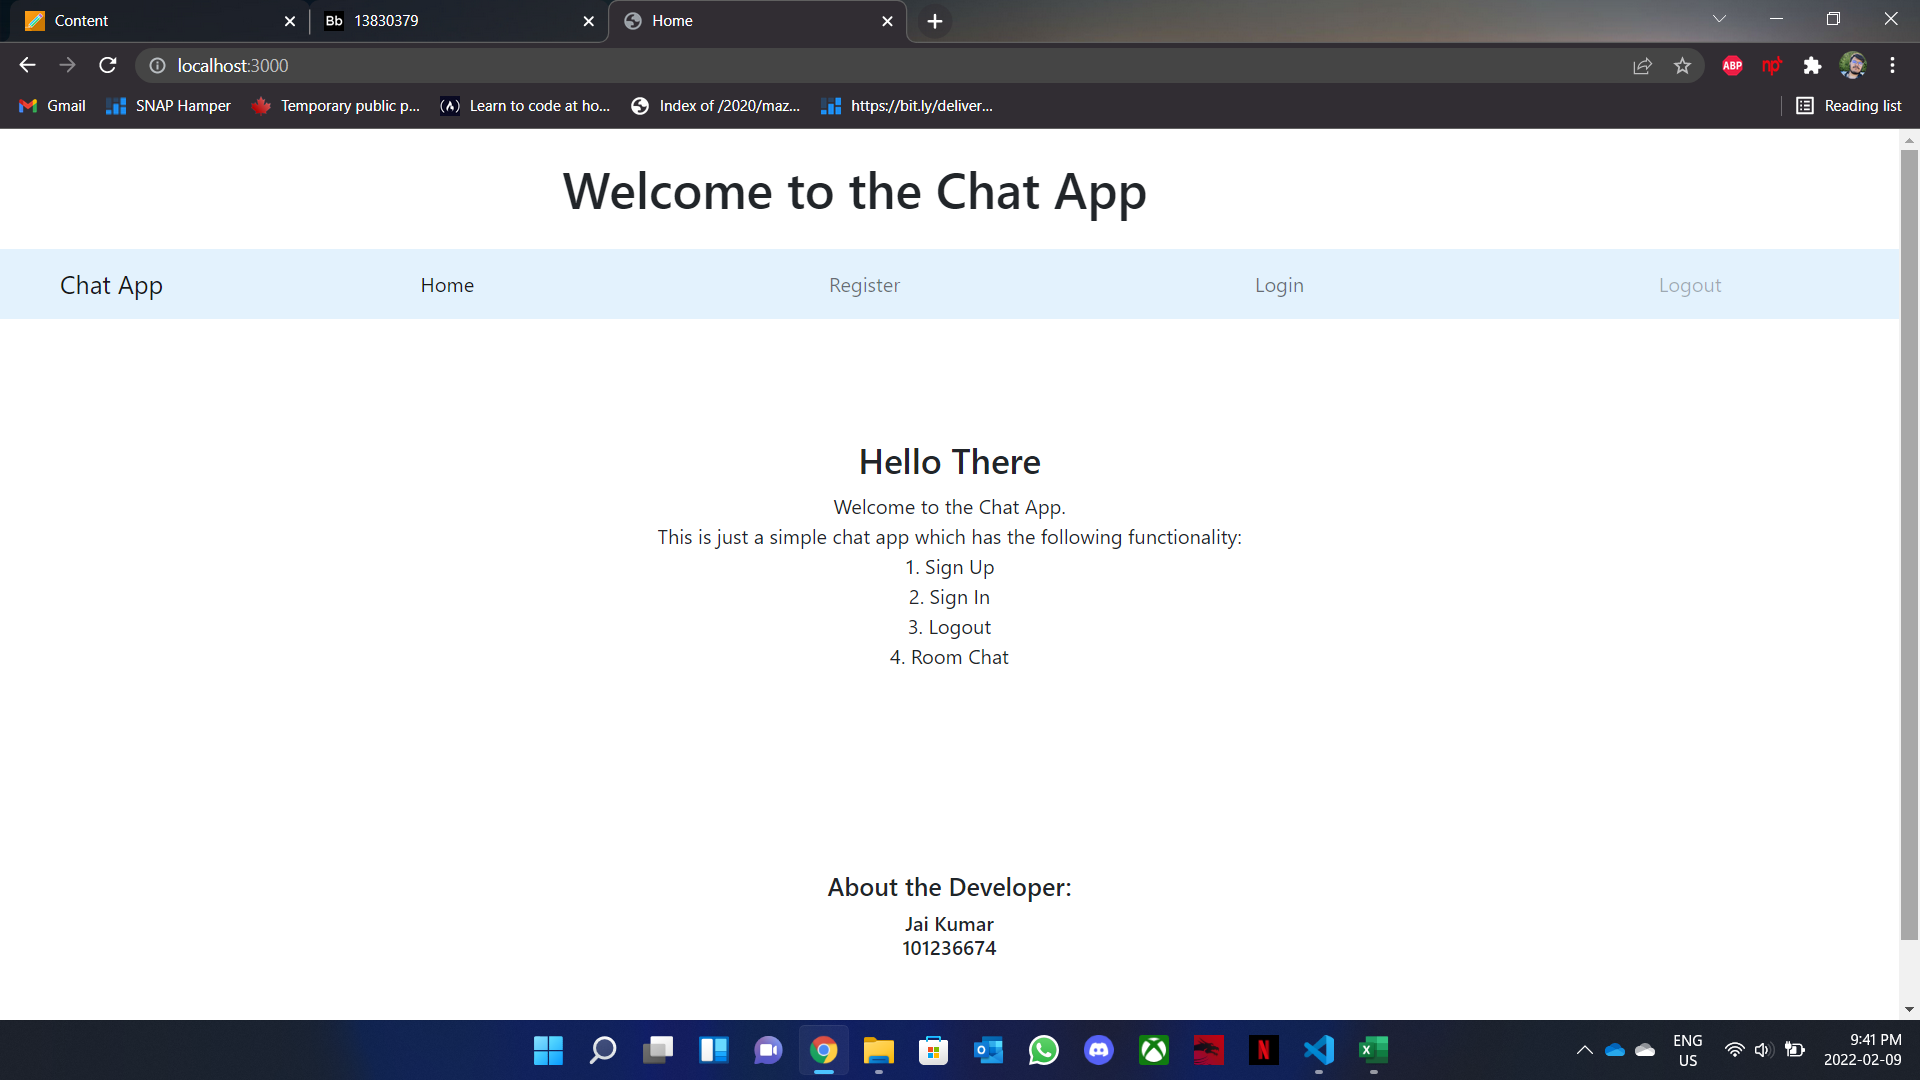 Content
Bb 13830379
Home
localhost:3000
ABP
np
Gmail
SNAP Hamper
Temporary public p...
Learn to code at ho...
Index of /2020/maz...
https://bit.ly/deliver...
Reading list
Welcome to the Chat App
Chat App
Home
Register
Login
Logout
Hello There
Welcome to the Chat App.
This is just a simple chat app which has the following functionality:
1. Sign Up
2. Sign In
3. Logout
4. Room Chat
About the Developer:
Jai Kumar
101236674
ENG
US
9:41 PM
2022-02-09